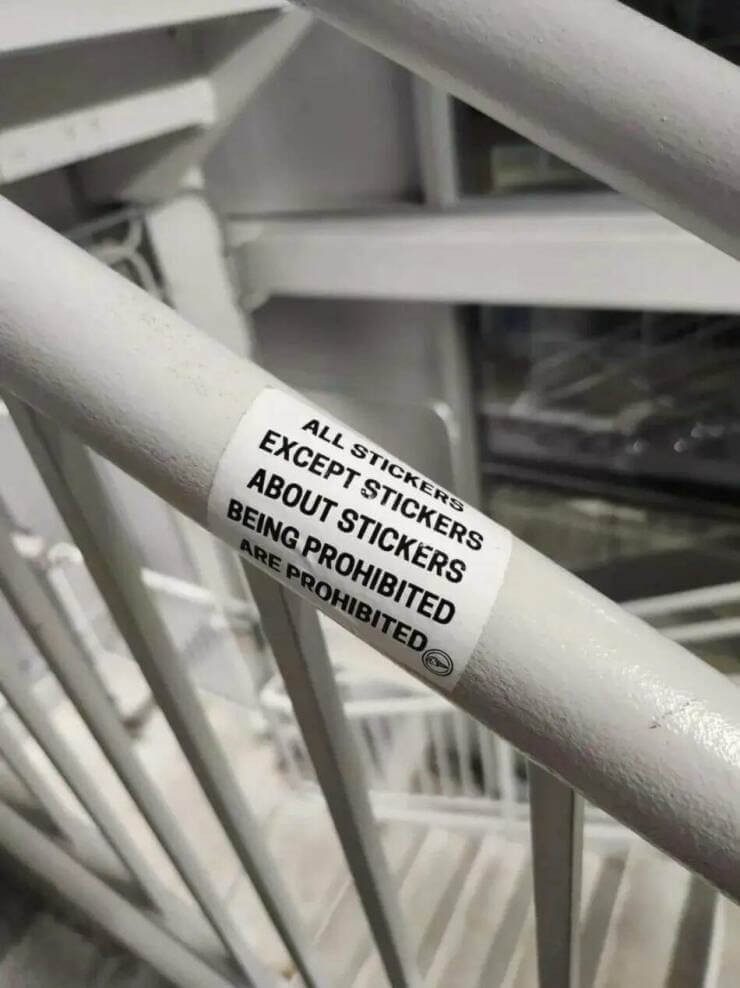 ALL STICKERS
EXCEPT STICKERS
ABOUT STICKERS
BEING PROHIBITED
ARE PROHIBITED